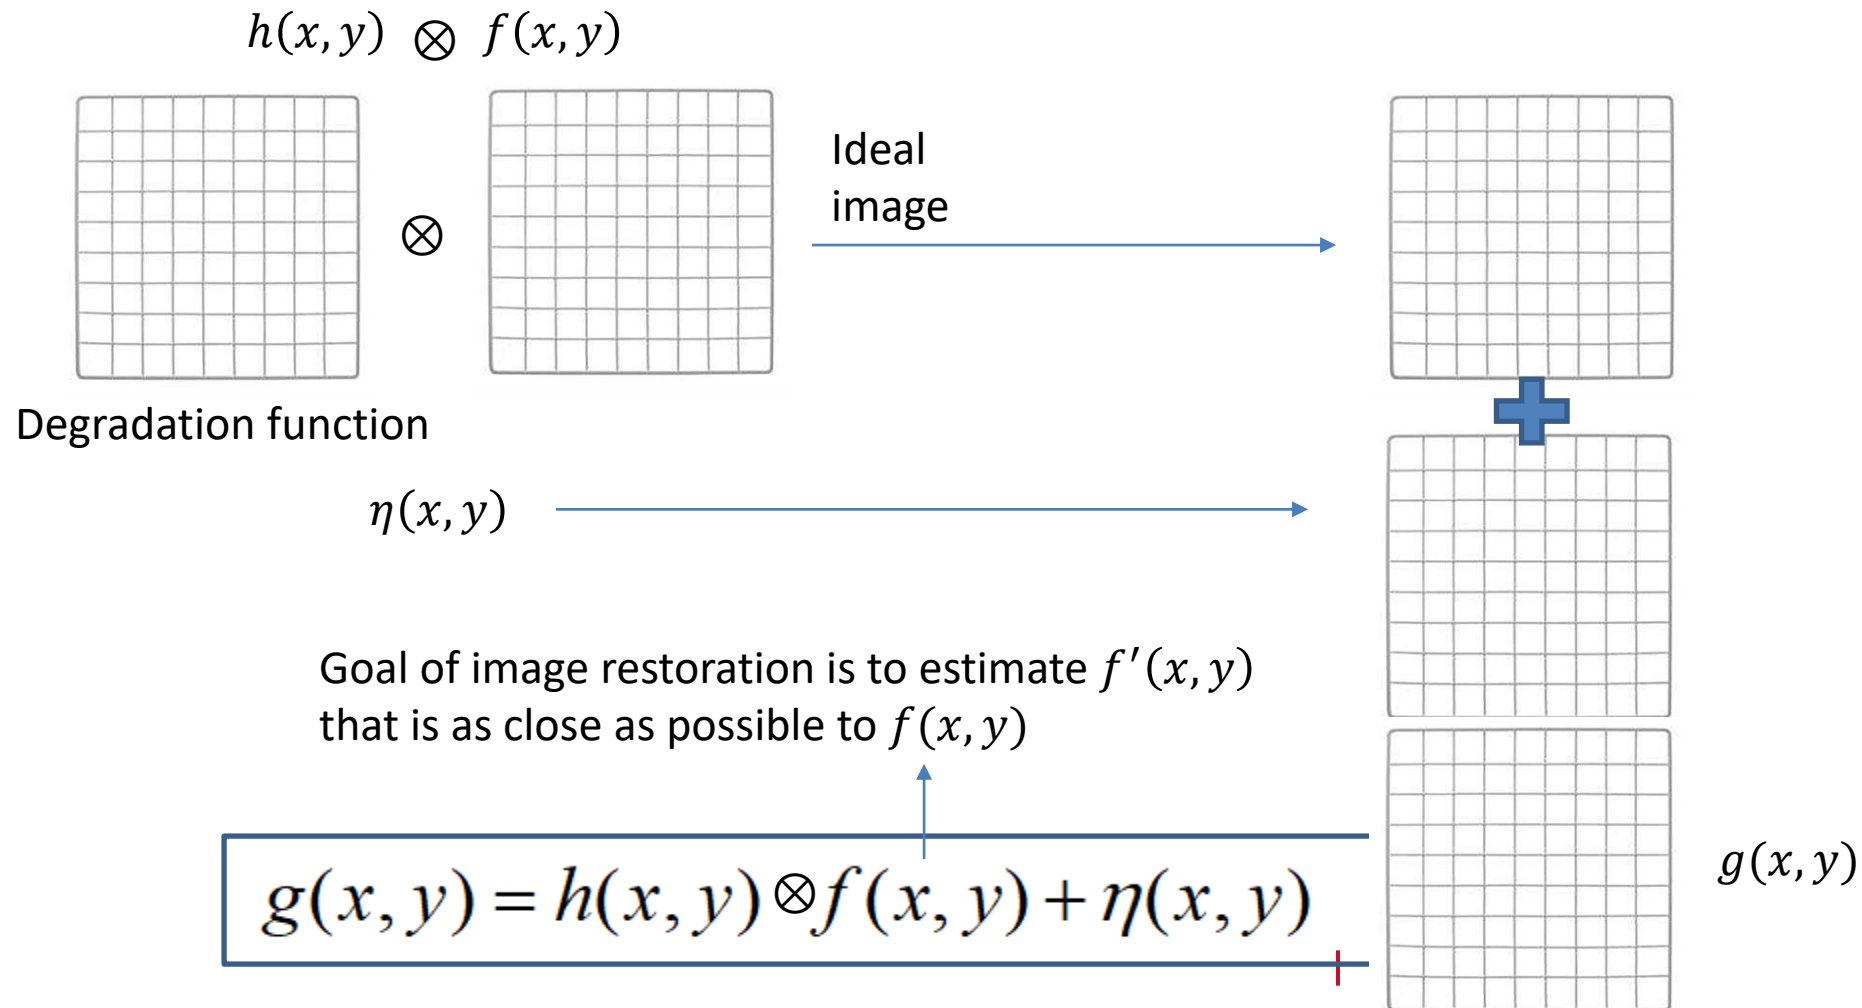 h(x, y) ⊗ f(x, y)
Ideal
image
⊗
Degradation function
η(x, y)
Goal of image restoration is to estimate f′(x, y)
that is as close as possible to f(x, y)
g(x, y) = h(x, y) ⊗ f(x, y) + η(x, y)
g(x, y)